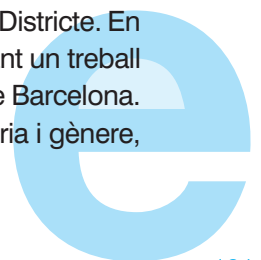 Districte. En
nt un treball
e Barcelona.
ria i gènere,
e